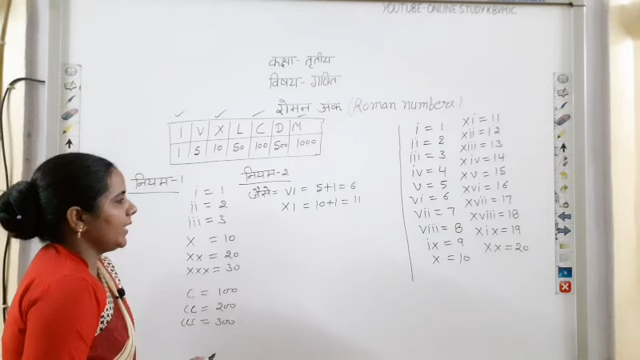 YOUTUBE-ONLINE STUDY KBVMIC
कक्षा- तृतीय
विषय- गणित
रोमन अंक (Roman numbers)
I V X L C D M
1 5 10 50 100 500 1000
नियम-1
i = 1
ii = 2
iii = 3
X = 10
XX = 20
XXX = 30
C = 100
CC = 200
CCC = 300
नियम-2
जैसे= VI = 5+1=6
XI = 10+1=11
i = 1
ii = 2
iii = 3
iv = 4
v = 5
vi = 6
vii = 7
viii = 8
ix = 9
x = 10
xi = 11
xii = 12
xiii = 13
xiv = 14
xv = 15
xvi = 16
xvii = 17
xviii = 18
xix = 19
xx = 20